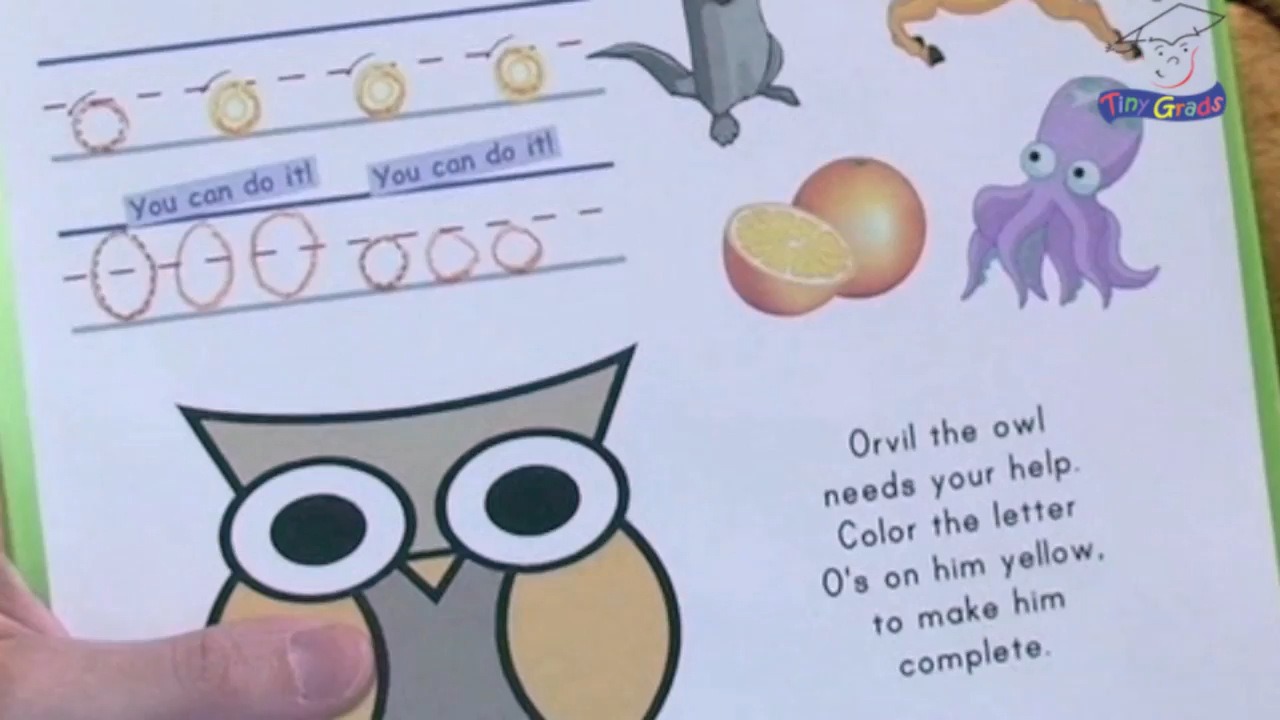 Tiny Grads
o o o o
You can do it! You can do it!
O O O o o o
Orvil the owl
needs your help.
Color the letter
O's on him yellow,
to make him
complete.